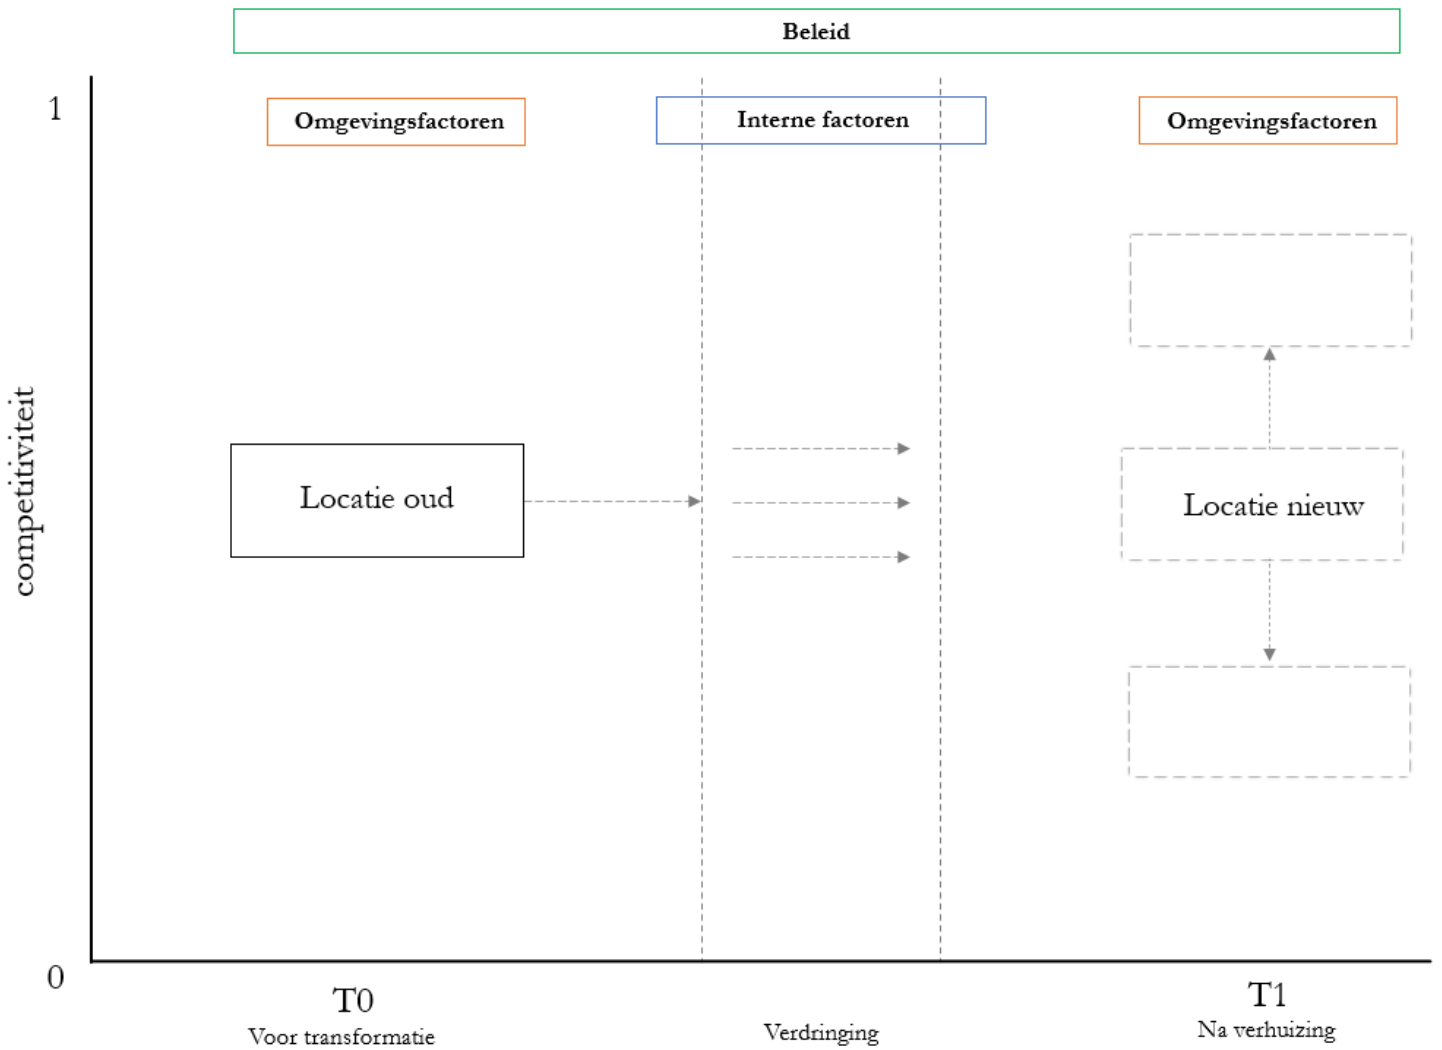 Beleid
1
Omgevingsfactoren
Interne factoren
Omgevingsfactoren
competitiviteit
Locatie oud
Locatie nieuw
0
T0
T1
Voor transformatie
Verdringing
Na verhuizing